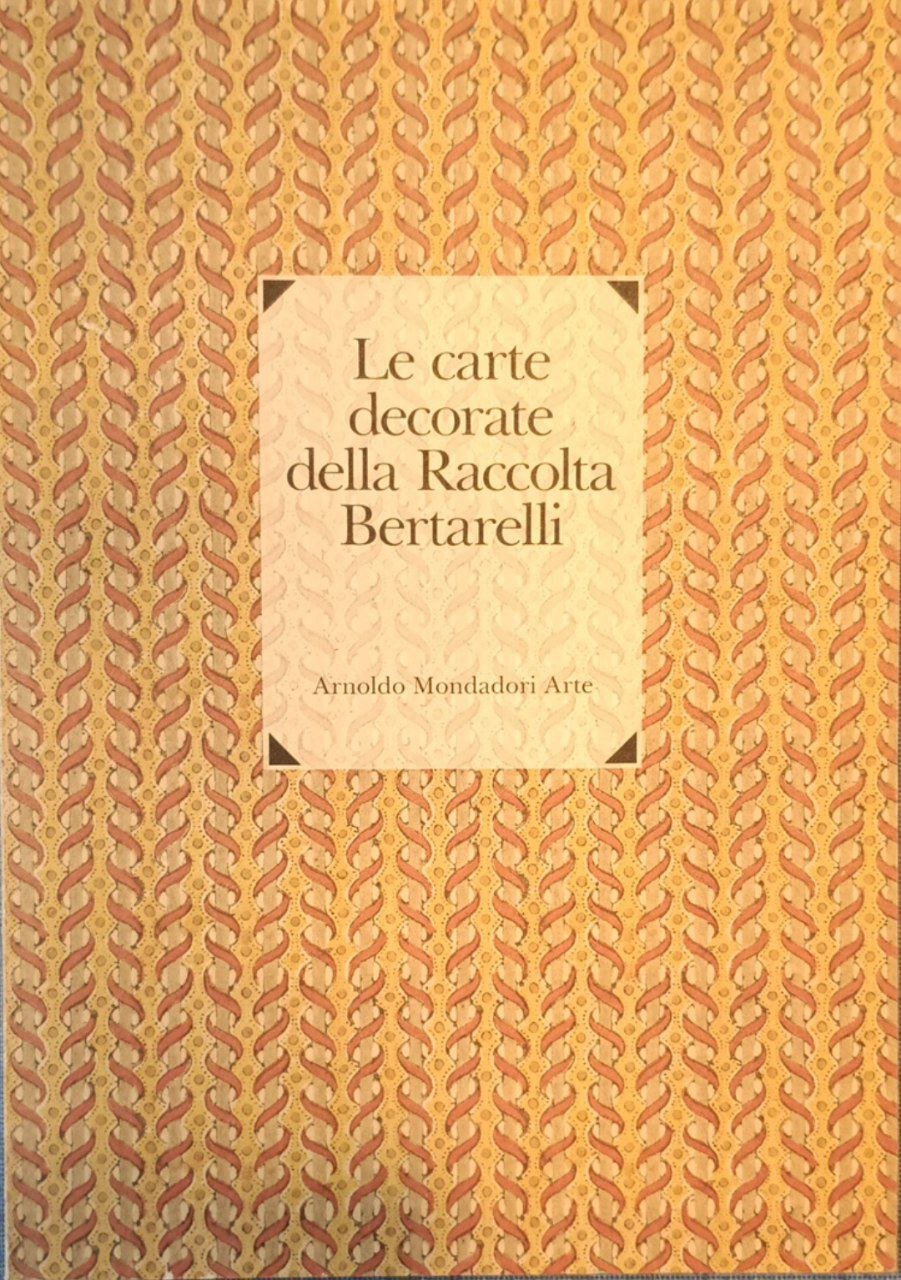 Le carte
decorate
della Raccolta
Bertarelli
Arnoldo Mondadori Arte